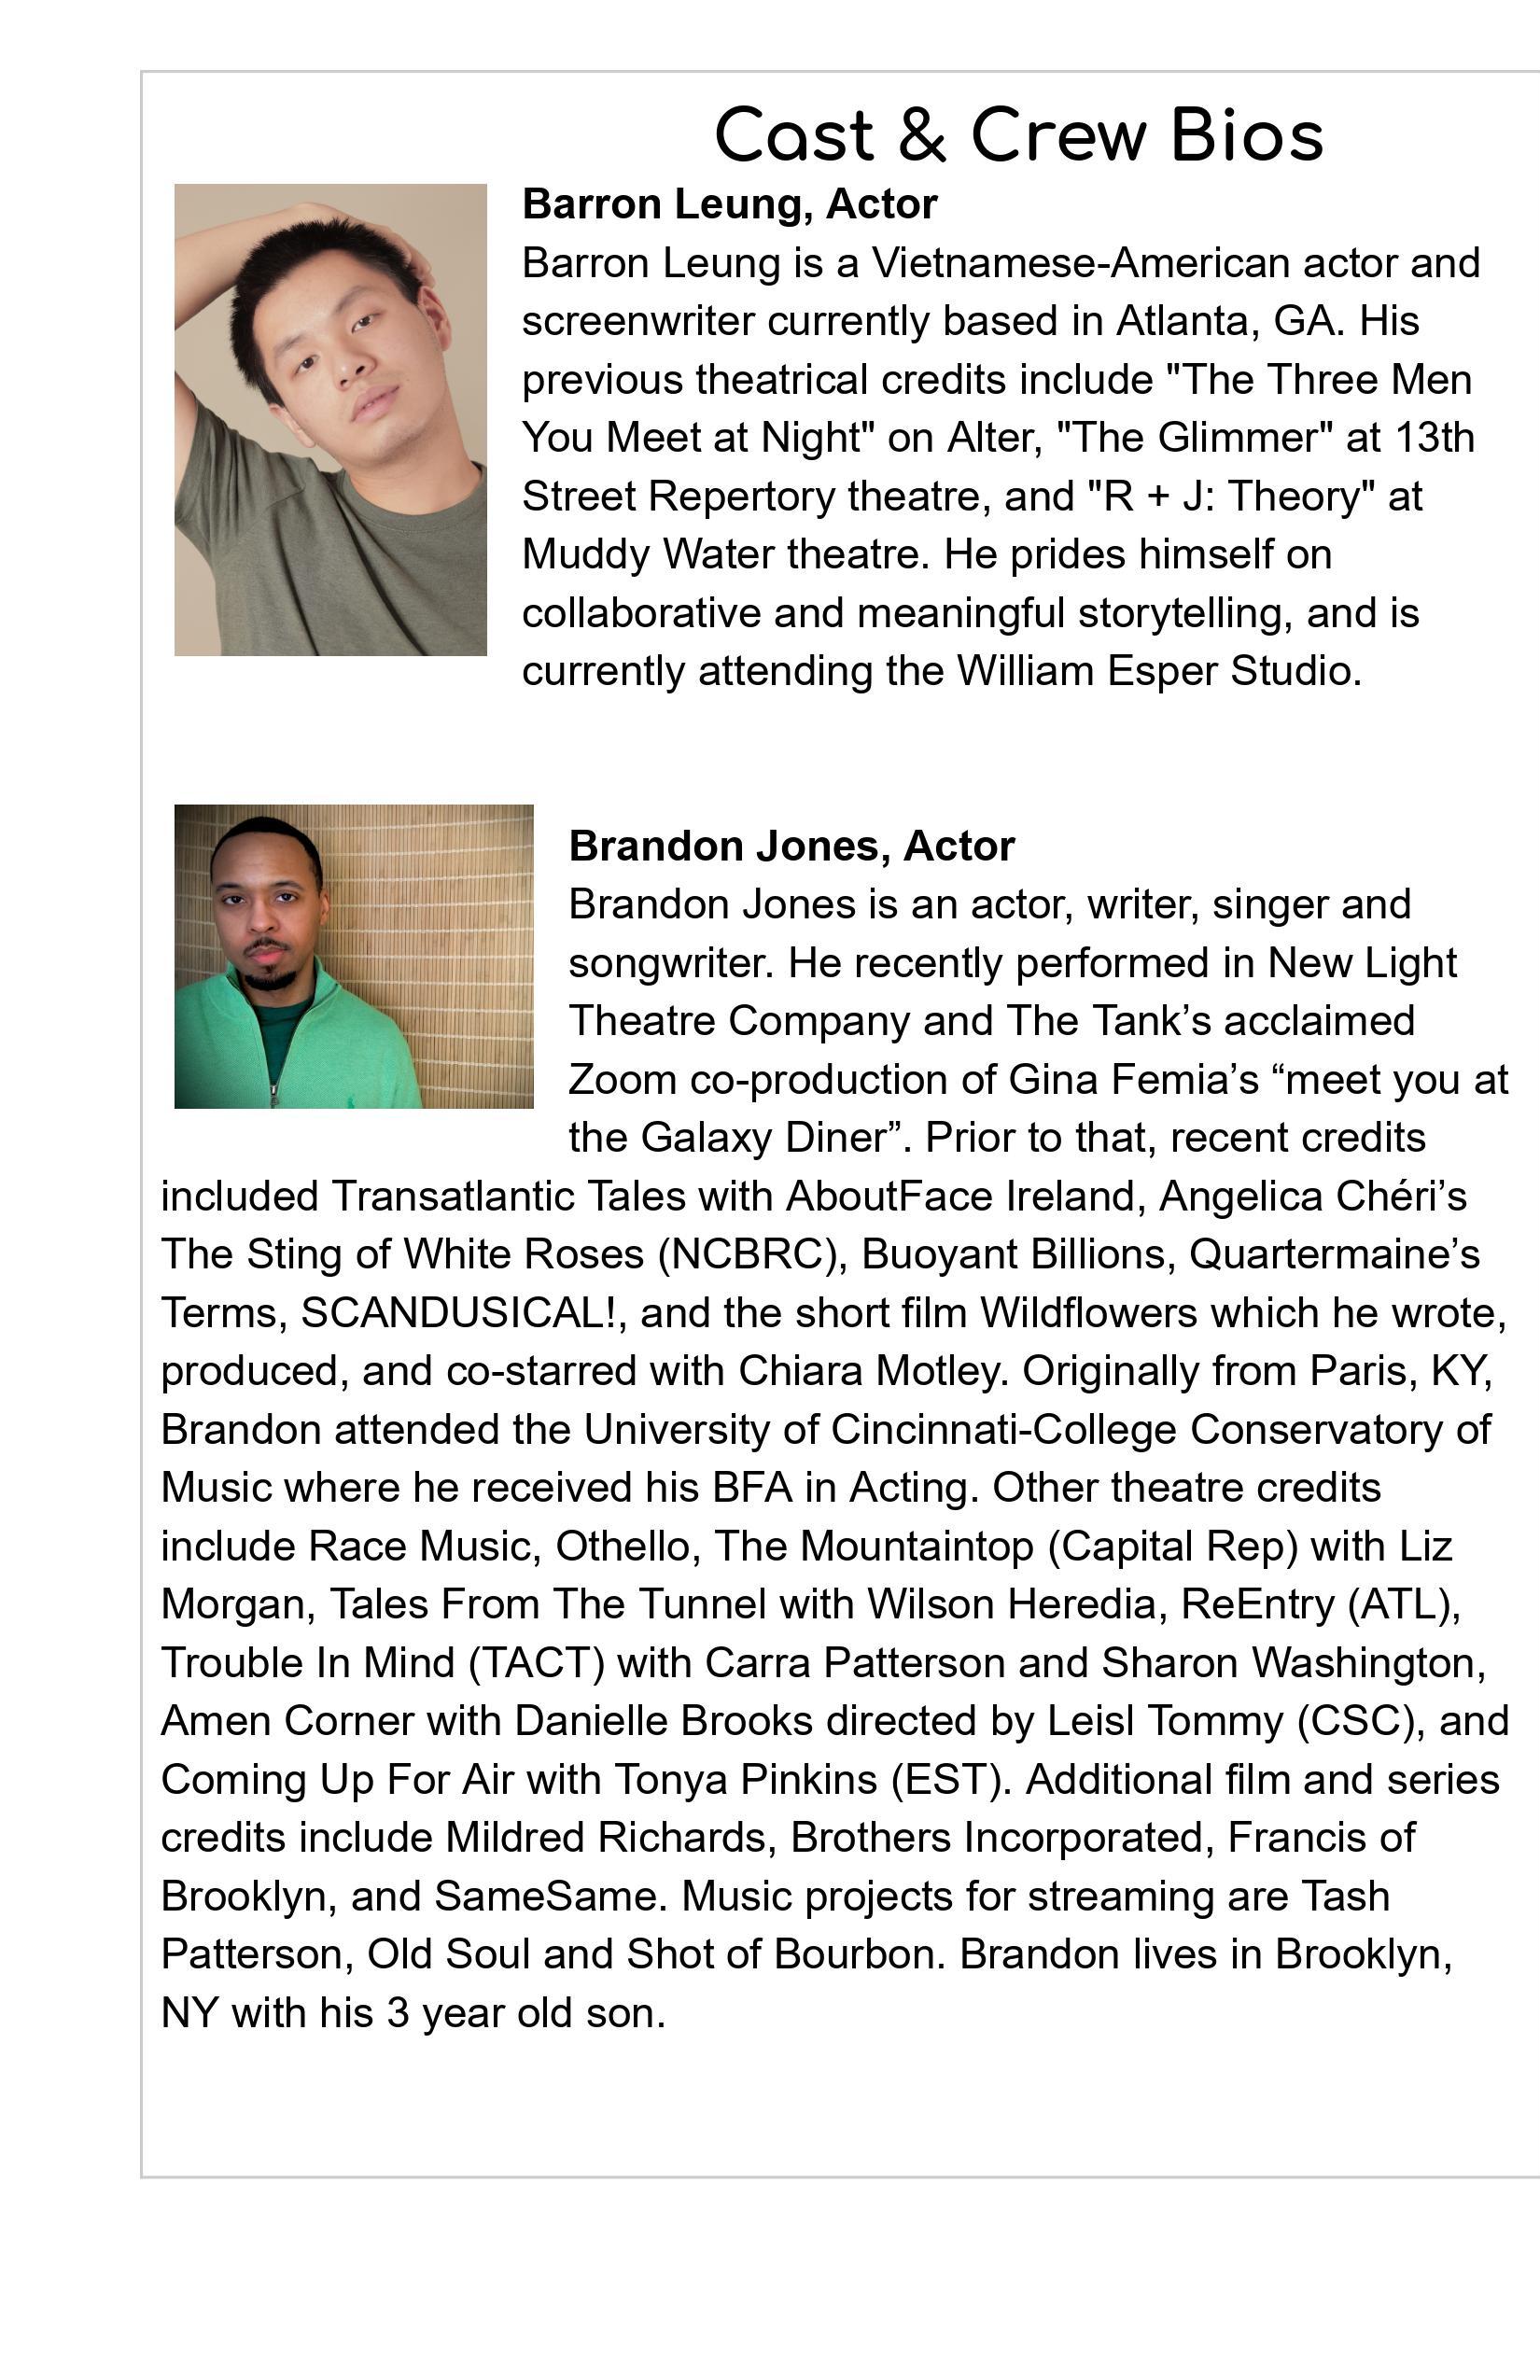 Cast & Crew Bios
Barron Leung, Actor
Barron Leung is a Vietnamese-American actor and
screenwriter currently based in Atlanta, GA. His
previous theatrical credits include "The Three Men
You Meet at Night" on Alter, "The Glimmer" at 13th
Street Repertory theatre, and "R + J: Theory" at
Muddy Water theatre. He prides himself on
collaborative and meaningful storytelling, and is
currently attending the William Esper Studio.
Brandon Jones, Actor
Brandon Jones is an actor, writer, singer and
songwriter. He recently performed in New Light
Theatre Company and The Tank’s acclaimed
Zoom co-production of Gina Femia’s “meet you at
the Galaxy Diner”. Prior to that, recent credits
included Transatlantic Tales with AboutFace Ireland, Angelica Chéri’s
The Sting of White Roses (NCBRC), Buoyant Billions, Quartermaine’s
Terms, SCANDUSICAL!, and the short film Wildflowers which he wrote,
produced, and co-starred with Chiara Motley. Originally from Paris, KY,
Brandon attended the University of Cincinnati-College Conservatory of
Music where he received his BFA in Acting. Other theatre credits
include Race Music, Othello, The Mountaintop (Capital Rep) with Liz
Morgan, Tales From The Tunnel with Wilson Heredia, ReEntry (ATL),
Trouble In Mind (TACT) with Carra Patterson and Sharon Washington,
Amen Corner with Danielle Brooks directed by Leisl Tommy (CSC), and
Coming Up For Air with Tonya Pinkins (EST). Additional film and series
credits include Mildred Richards, Brothers Incorporated, Francis of
Brooklyn, and SameSame. Music projects for streaming are Tash
Patterson, Old Soul and Shot of Bourbon. Brandon lives in Brooklyn,
NY with his 3 year old son.